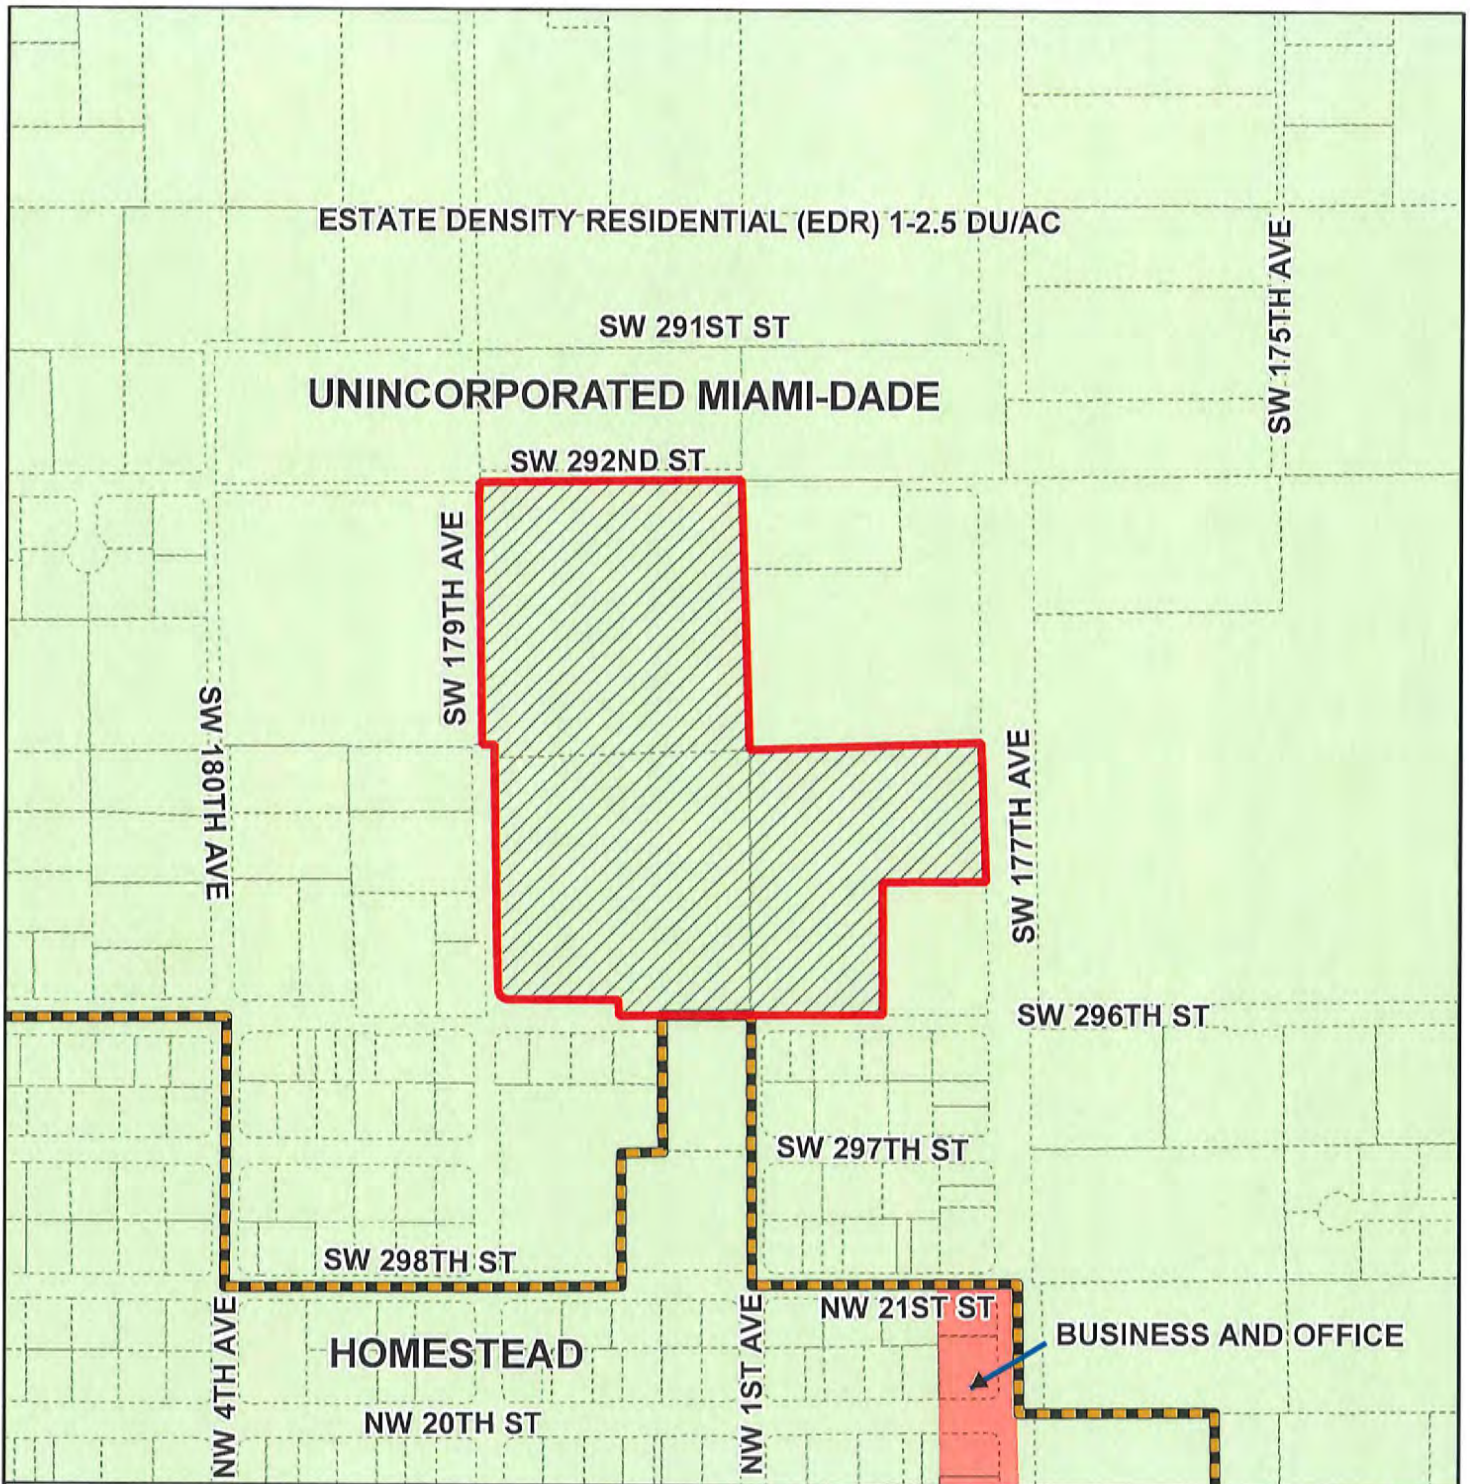 ESTATE DENSITY RESIDENTIAL (EDR) 1-2.5 DU/AC
SW 175TH AVE
SW 291ST ST
UNINCORPORATED MIAMI-DADE
SW 292ND ST
SW 179TH AVE
SW 180TH AVE
SW 177TH AVE
SW 296TH ST
SW 297TH ST
SW 298TH ST
NW 21ST ST
BUSINESS AND OFFICE
HOMESTEAD
NW 4TH AVE
NW 1ST AVE
NW 20TH ST